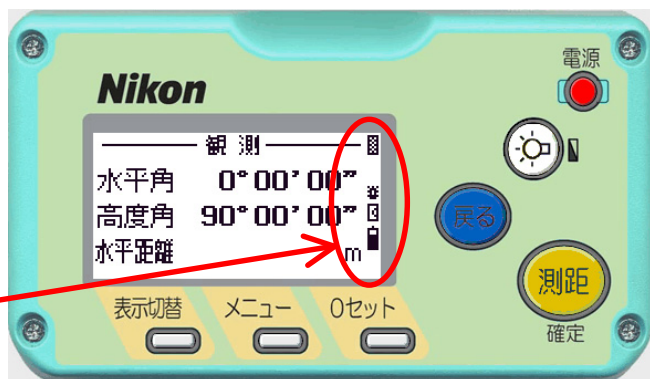 電源
Nikon
観測
水平角 0°00'00"
高度角 90°00'00"
水平距離 m
戻る
測距
確定
表示切替 メニュー 0セット